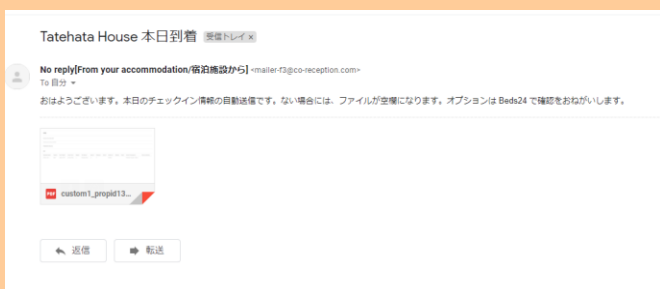 Tatehata House 本日到着 受信トレイ ×
No reply[From your accommodation/宿泊施設から] <mailer-f3@co-reception.com>
To 自分
おはようございます。本日のチェックイン情報の自動送信です。ない場合には、ファイルが空欄になります。オプションは Beds24 で確認をおねがいします。
PDF custom1_propid13...
返信 転送